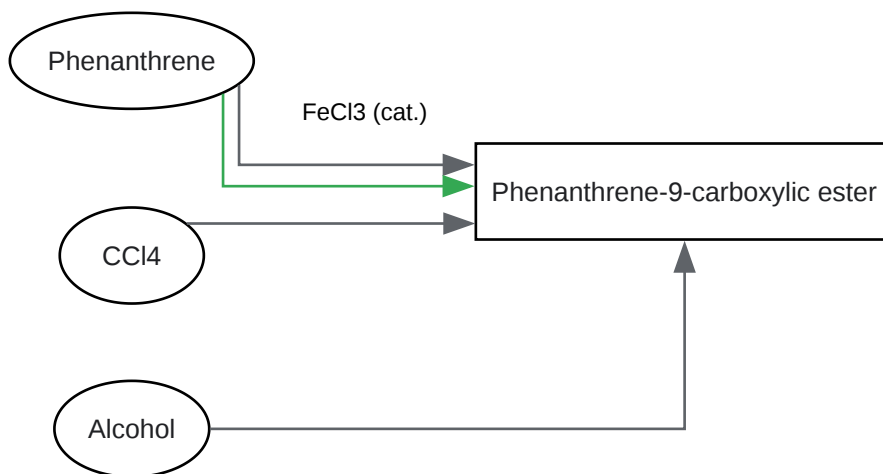 Phenanthrene
FeCl3 (cat.)
Phenanthrene-9-carboxylic ester
CCl4
Alcohol